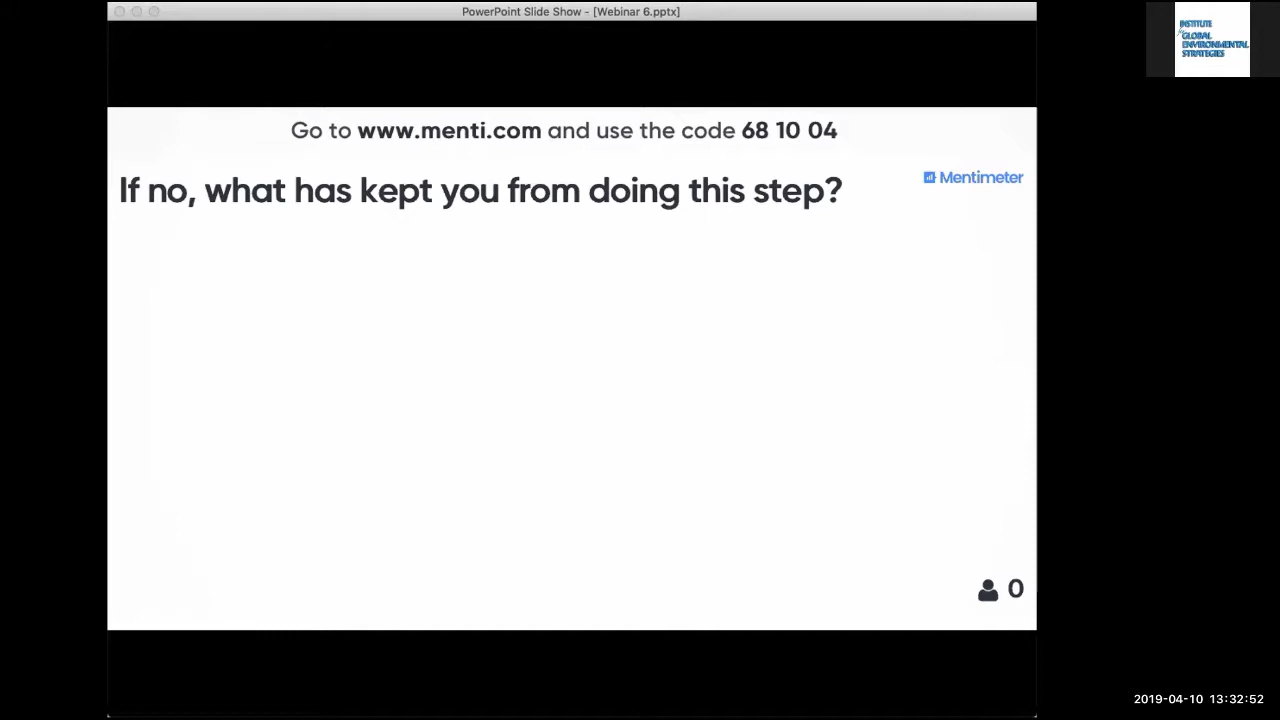 PowerPoint Slide Show - [Webinar 6.pptx]
INSTITUTE
for
GLOBAL
ENVIRONMENTAL
STRATEGIES
Go to www.menti.com and use the code 68 10 04
If no, what has kept you from doing this step?
Mentimeter
0
2019-04-10 13:32:52